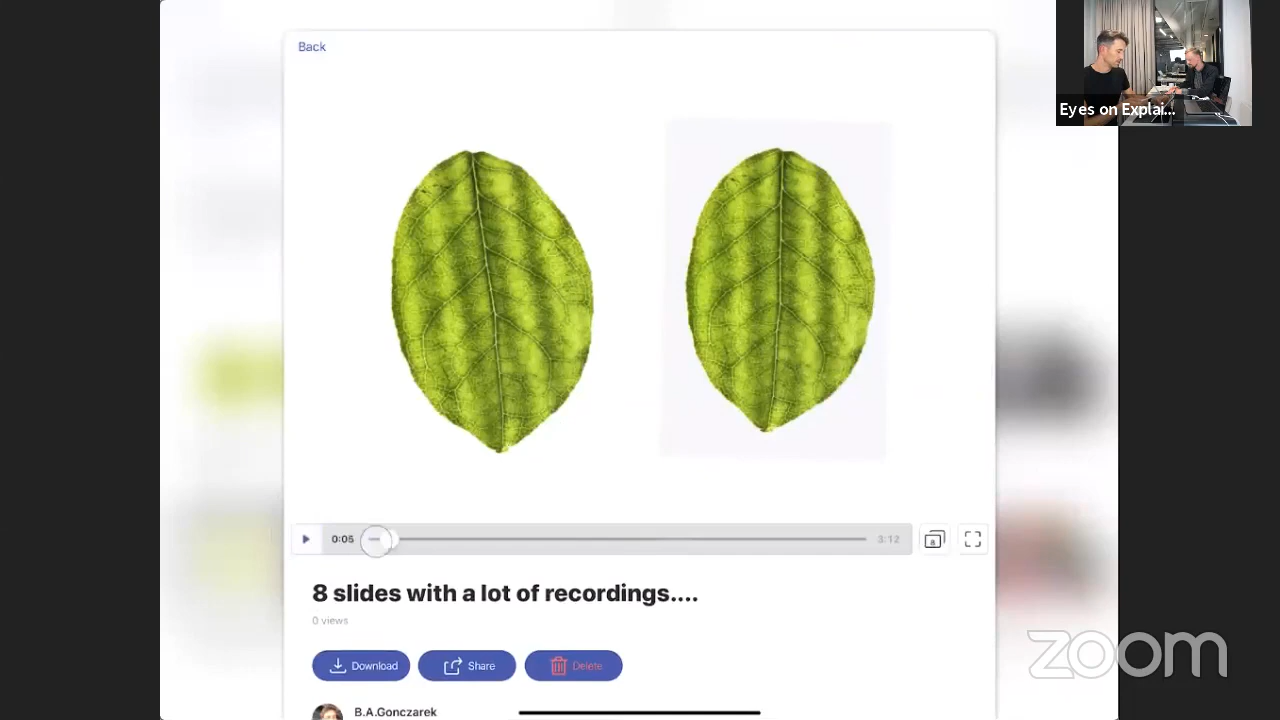 Back
Eyes on Explai...
0:05
3:12
a
8 slides with a lot of recordings....
0 views
Download
Share
Delete
B.A.Gonczarek
zoom